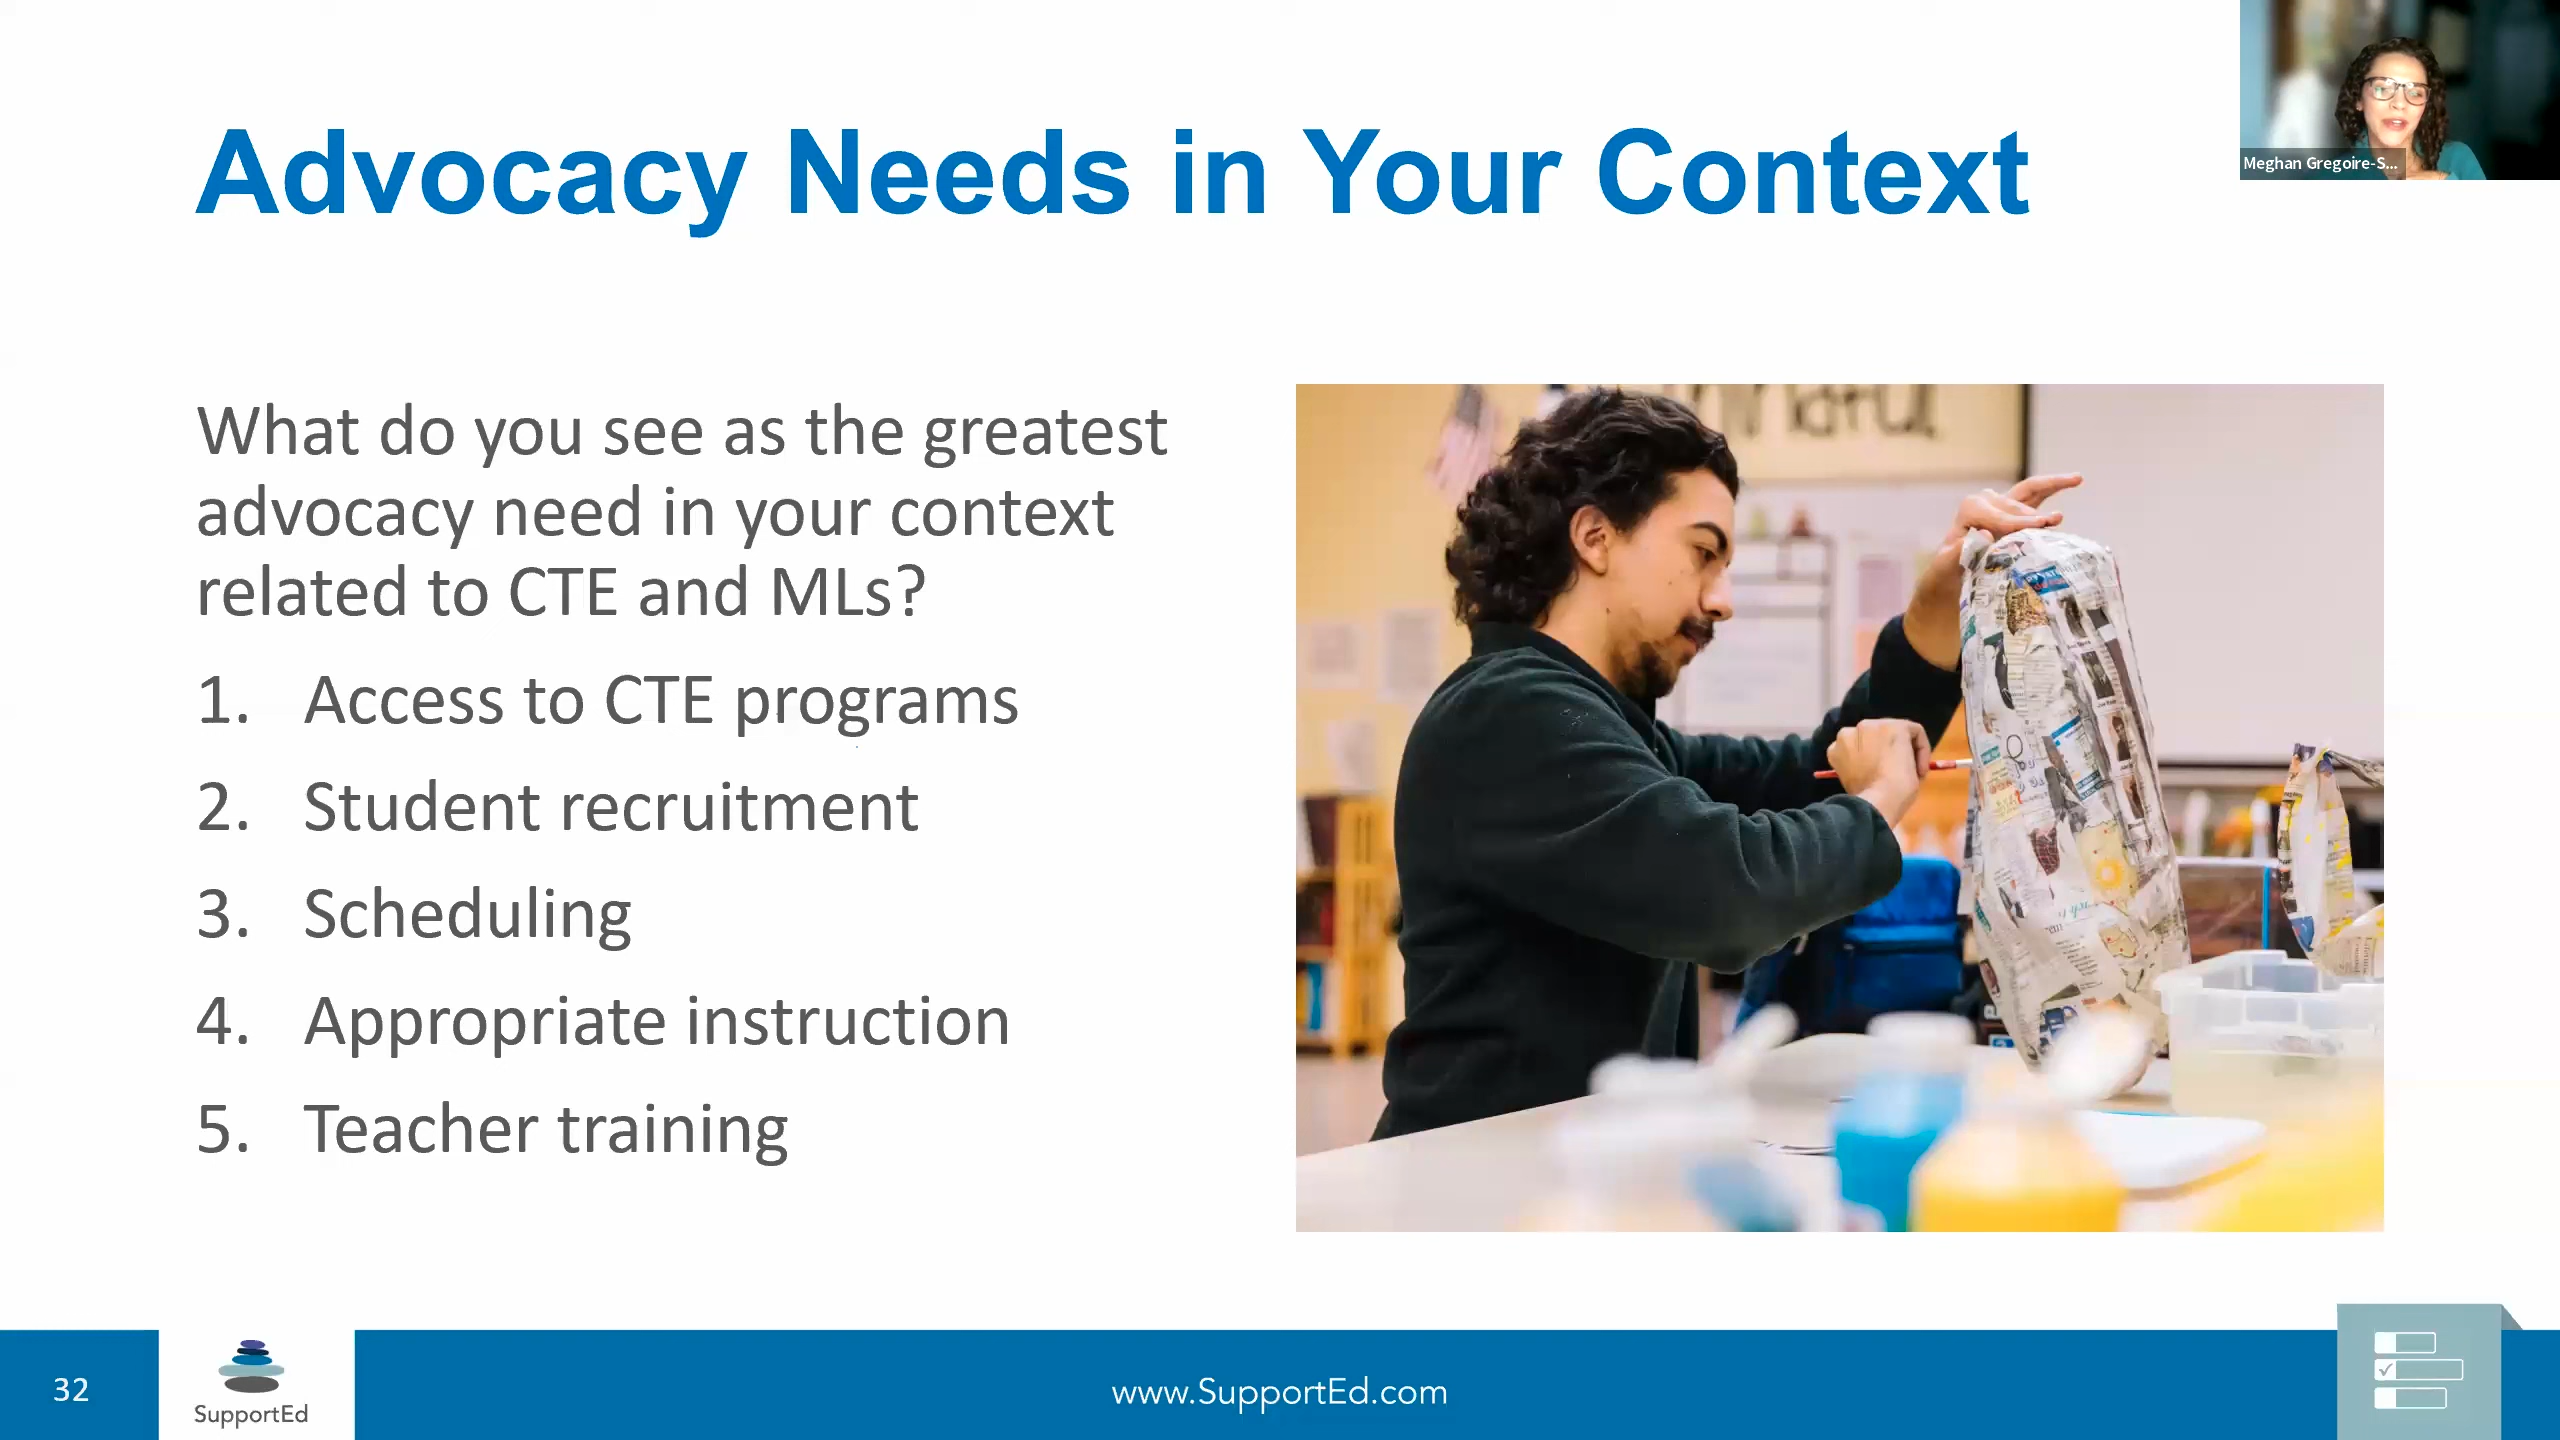 Advocacy Needs in Your Context
Meghan Gregoire-S...
What do you see as the greatest
advocacy need in your context
related to CTE and MLs?
1. Access to CTE programs
2. Student recruitment
3. Scheduling
4. Appropriate instruction
5. Teacher training
32
SupportEd
www.SupportEd.com